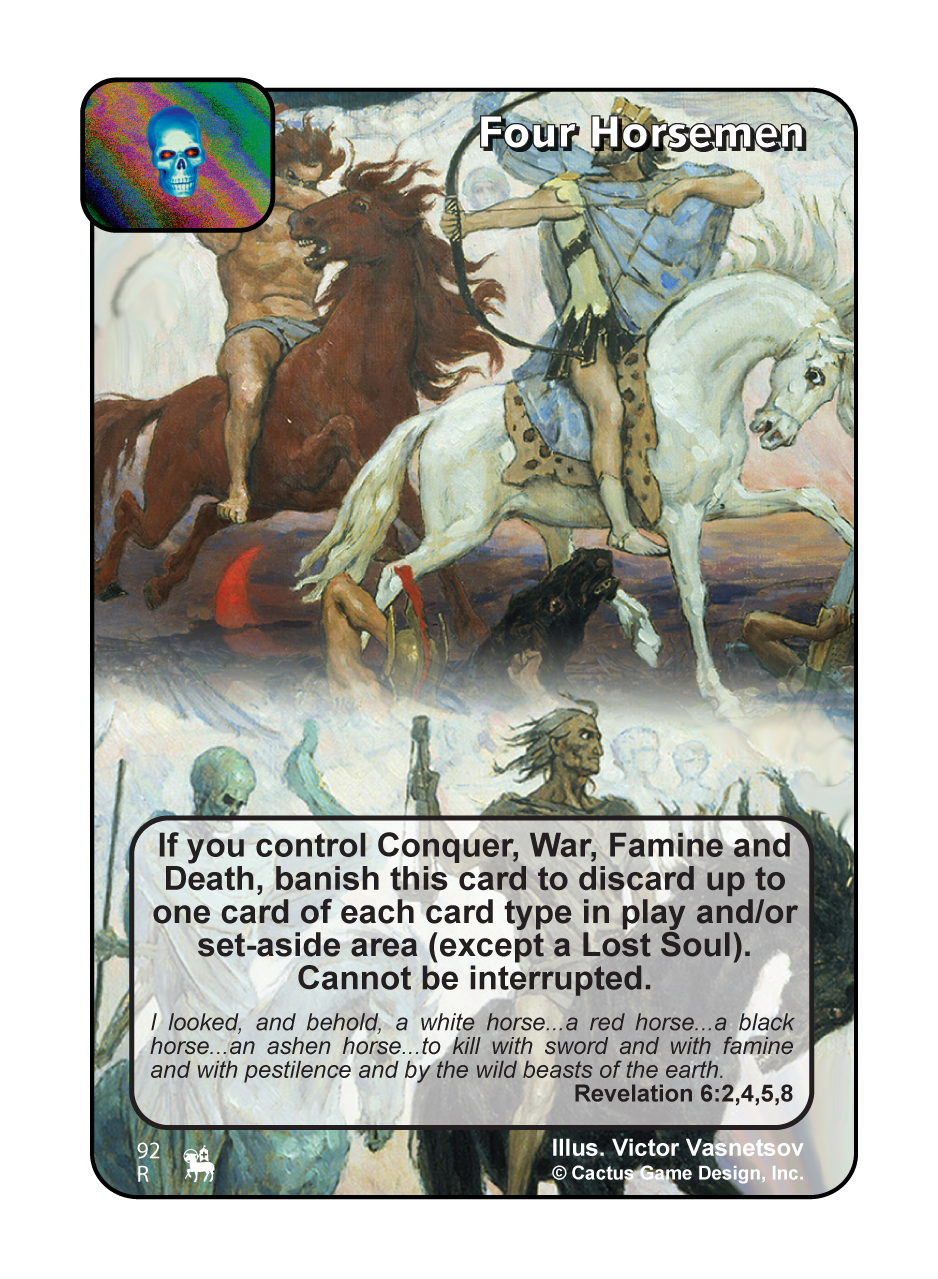 Four Horsemen
If you control Conquer, War, Famine and
Death, banish this card to discard up to
one card of each card type in play and/or
set-aside area (except a Lost Soul).
Cannot be interrupted.
I looked, and behold, a white horse...a red horse...a black
horse...an ashen horse...to kill with sword and with famine
and with pestilence and by the wild beasts of the earth.
Revelation 6:2,4,5,8
92
R
Illus. Victor Vasnetsov
© Cactus Game Design, Inc.